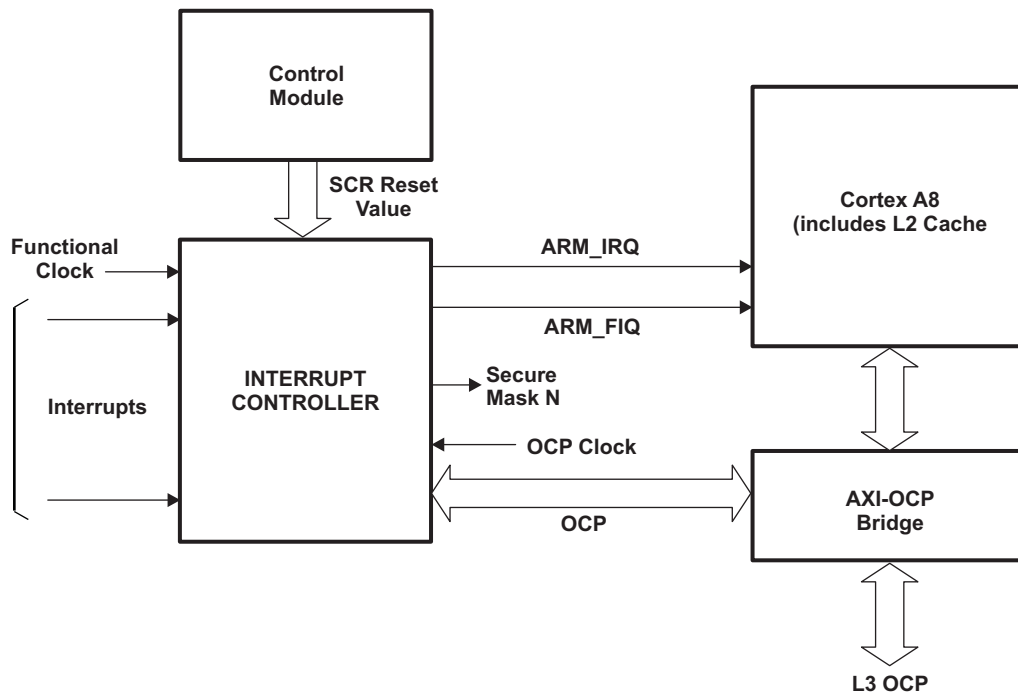 Control
Module
SCR Reset
Value
Cortex A8
(includes L2 Cache
Functional
Clock
ARM_IRQ
ARM_FIQ
INTERRUPT
CONTROLLER
Secure
Mask N
Interrupts
OCP Clock
OCP
AXI-OCP
Bridge
L3 OCP